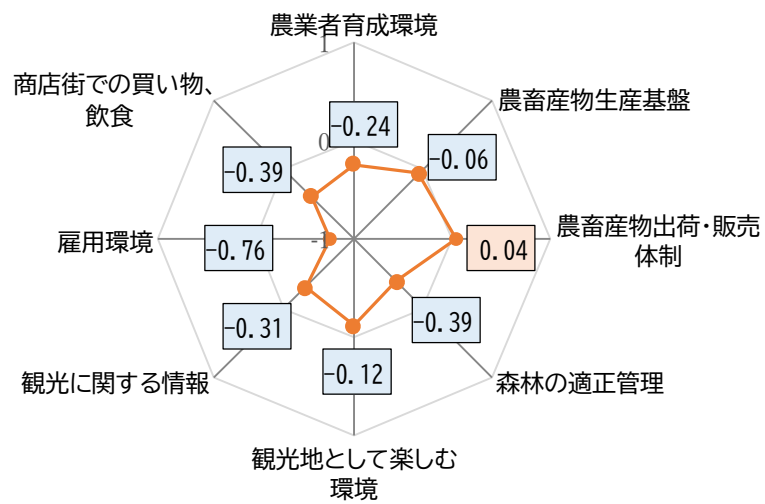 農業者育成環境
1
商店街での買い物、
飲食
農畜産物生産基盤
-0.24
0
-0.06
-0.39
雇用環境
-0.76
-1
0.04
農畜産物出荷・販売
体制
-0.31
-0.39
-0.12
観光に関する情報
森林の適正管理
観光地として楽しむ
環境